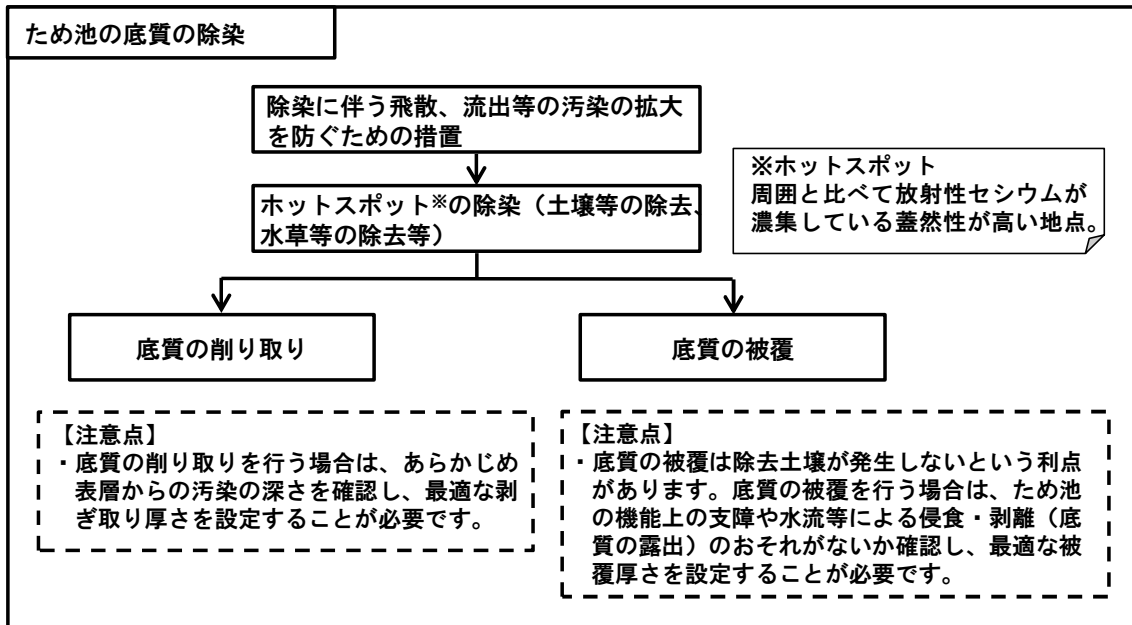 ため池の底質の除染
除染に伴う飛散、流出等の汚染の拡大
を防ぐための措置
※ホットスポット
周囲と比べて放射性セシウムが
濃集している蓋然性が高い地点。
ホットスポット※の除染（土壌等の除去、
水草等の除去等）
底質の削り取り
底質の被覆
【注意点】
・底質の削り取りを行う場合は、あらかじめ
表層からの汚染の深さを確認し、最適な剥
ぎ取り厚さを設定することが必要です。
【注意点】
・底質の被覆は除去土壌が発生しないという利点
があります。底質の被覆を行う場合は、ため池
の機能上の支障や水流等による侵食・剥離（底
質の露出）のおそれがないか確認し、最適な被
覆厚さを設定することが必要です。